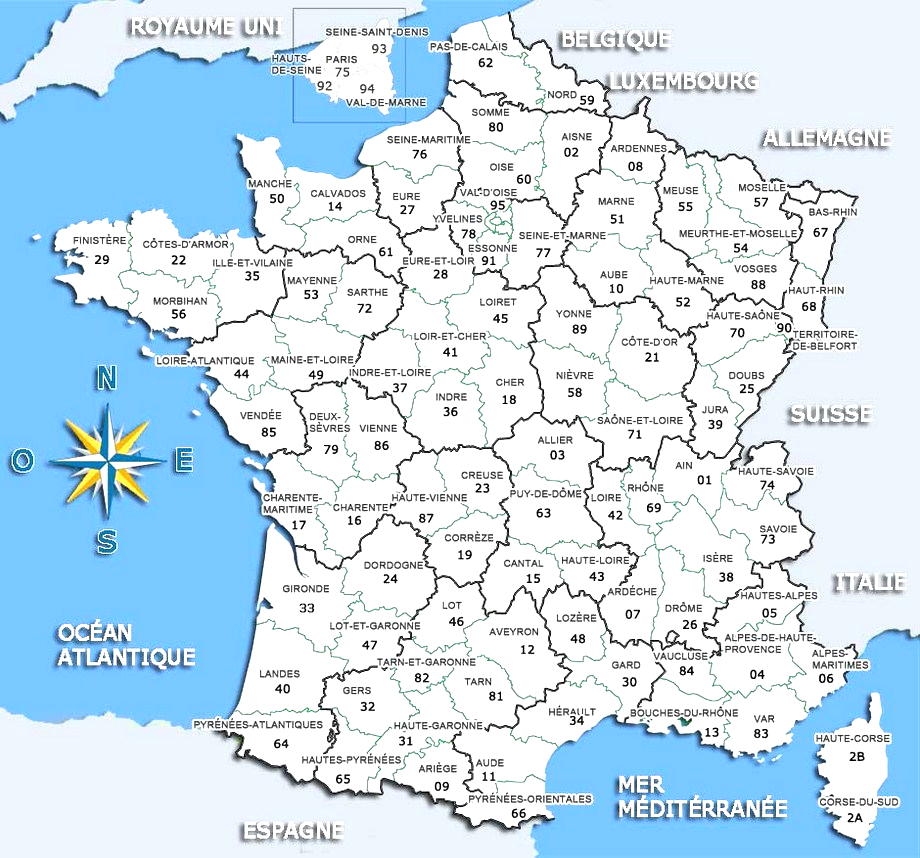 ROYAUME UNI
SEINE-SAINT-DENIS
93
HAUTS-
DE-SEINE
92
PARIS
75
94
VAL-DE-MARNE
BELGIQUE
LUXEMBOURG
ALLEMAGNE
PAS-DE-CALAIS
62
NORD 59
SOMME
80
SEINE-MARITIME
76
AISNE
02
ARDENNES
08
OISE
60
MANCHE
50
CALVADOS
14
EURE
27
VAL-D'OISE
95
YVELINES
78
ESSONNE
91
SEINE-ET-MARNE
77
MARNE
51
MEUSE
55
MOSELLE
57
MEURTHE-ET-MOSELLE
54
BAS-RHIN
67
ORNE
61
FINISTÈRE
29
CÔTES-D'ARMOR
22
ILLE-ET-VILAINE
35
MORBIHAN
56
MAYENNE
53
SARTHE
72
EURE-ET-LOIR
28
AUBE
10
HAUTE-MARNE
52
VOSGES
88
HAUT-RHIN
68
LOIRET
45
YONNE
89
HAUTE-SAÔNE
70
90
TERRITOIRE-
DE-BELFORT
LOIRE-ATLANTIQUE
44
MAINE-ET-LOIRE
49
INDRE-ET-LOIRE
37
LOIR-ET-CHER
41
CÔTE-D'OR
21
DOUBS
25
N
O
E
S
VENDÉE
85
DEUX-
SÈVRES
79
VIENNE
86
INDRE
36
CHER
18
NIÈVRE
58
SAÔNE-ET-LOIRE
71
JURA
39
SUISSE
ALLIER
03
CHARENTE-
MARITIME
17
CHARENTE
16
HAUTE-VIENNE
87
CREUSE
23
PUY-DE-DÔME
63
LOIRE
42
RHÔNE
69
AIN
01
HAUTE-SAVOIE
74
SAVOIE
73
CORRÈZE
19
DORDOGNE
24
CANTAL
15
HAUTE-LOIRE
43
ISÈRE
38
ITALIE
GIRONDE
33
LOT
46
LOT-ET-GARONNE
47
AVEYRON
12
LOZÈRE
48
ARDÉCHE
07
DRÔME
26
HAUTES-ALPES
05
OCÉAN
ATLANTIQUE
LANDES
40
TARN-ET-GARONNE
82
GERS
32
TARN
81
GARD
30
VAUCLUSE
84
ALPES-DE-HAUTE-
PROVENCE
04
ALPES-
MARITIMES
06
PYRÉNÉES-ATLANTIQUES
64
HAUTE-GARONNE
31
HÉRAULT
34
BOUCHES-DU-RHÔNE
13
VAR
83
HAUTES-PYRÉNÉES
65
ARIÈGE
09
AUDE
11
PYRÉNÉES-ORIENTALES
66
HAUTE-CORSE
2B
CÔRSE-DU-SUD
2A
MER
MÉDITÉRRANÉE
ESPAGNE